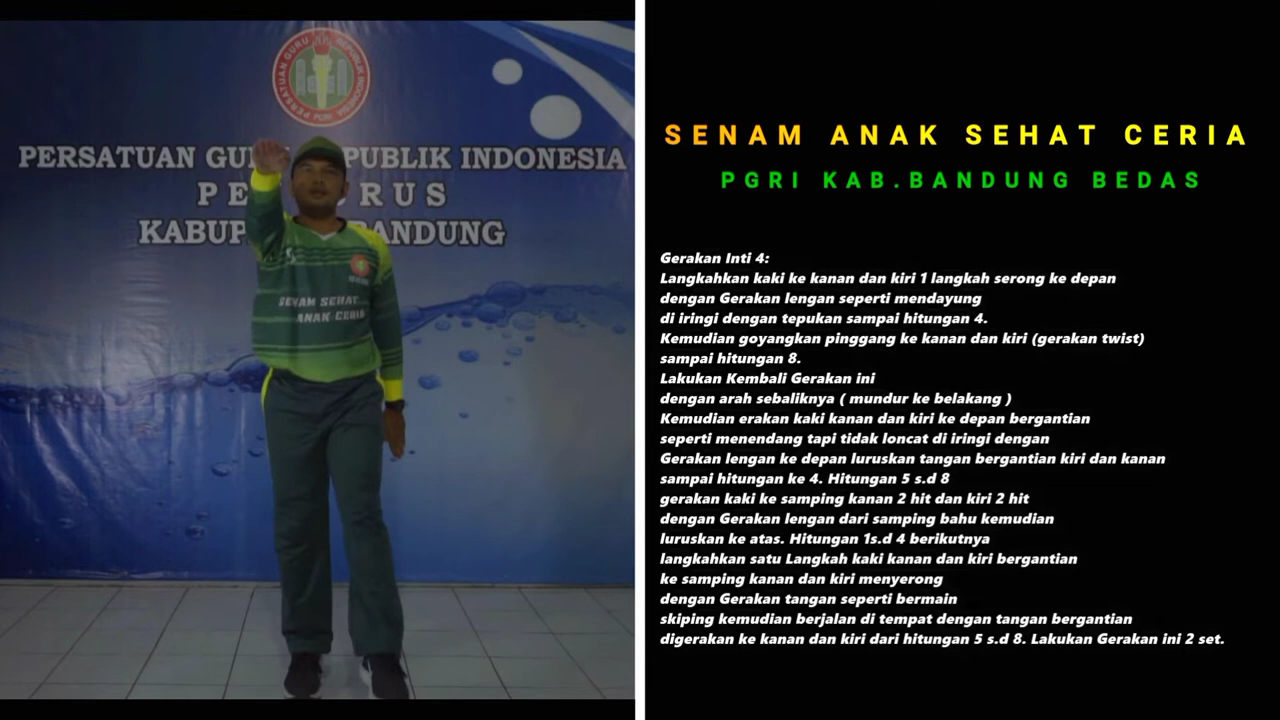 PERSATUAN GURU REPUBLIK INDONESIA
PGRI
PERSATUAN GU PUBLIK INDONESIA
PE RUS
KABUP ANDUNG
SENAM SEHAT
ANAK CERIA
SENAM ANAK SEHAT CERIA
PGRI KAB.BANDUNG BEDAS
Gerakan Inti 4:
Langkahkan kaki ke kanan dan kiri 1 langkah serong ke depan
dengan Gerakan lengan seperti mendayung
di iringi dengan tepukan sampai hitungan 4.
Kemudian goyangkan pinggang ke kanan dan kiri (gerakan twist)
sampai hitungan 8.
Lakukan Kembali Gerakan ini
dengan arah sebaliknya ( mundur ke belakang )
Kemudian erakan kaki kanan dan kiri ke depan bergantian
seperti menendang tapi tidak loncat di iringi dengan
Gerakan lengan ke depan luruskan tangan bergantian kiri dan kanan
sampai hitungan ke 4. Hitungan 5 s.d 8
gerakan kaki ke samping kanan 2 hit dan kiri 2 hit
dengan Gerakan lengan dari samping bahu kemudian
luruskan ke atas. Hitungan 1s.d 4 berikutnya
langkahkan satu Langkah kaki kanan dan kiri bergantian
ke samping kanan dan kiri menyerong
dengan Gerakan tangan seperti bermain
skiping kemudian berjalan di tempat dengan tangan bergantian
digerakan ke kanan dan kiri dari hitungan 5 s.d 8. Lakukan Gerakan ini 2 set.